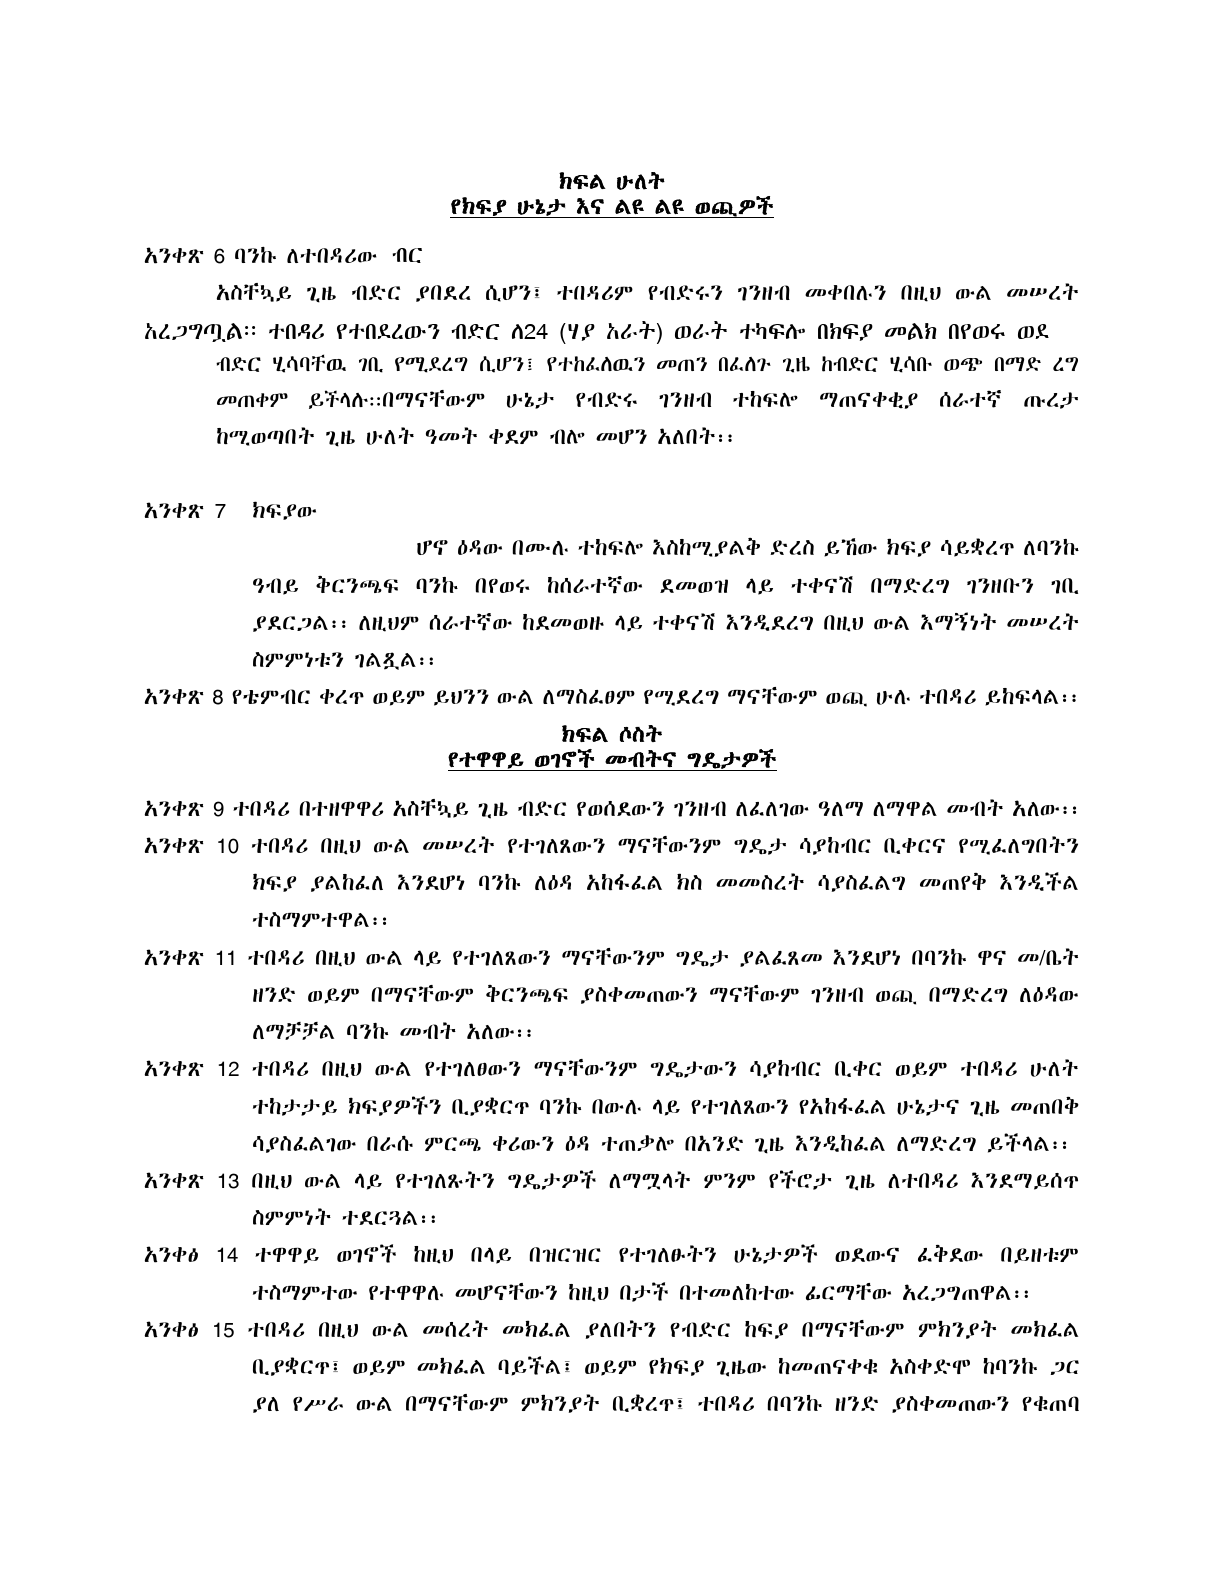 ክፍል ሁለት
የክፍያ ሁኔታ እና ልዩ ልዩ ወጪዎች
አንቀጽ 6 ባንኩ ለተበዳሪው ብር
አስቸኳይ ጊዜ ብድር ያበደረ ሲሆን፤ ተበዳሪም የብድሩን ገንዘብ መቀበሉን በዚህ ውል መሠረት
አረጋግጧል፡፡ ተበዳሪ የተበደረውን ብድር ለ24 (ሃያ አራት) ወራት ተካፍሎ በክፍያ መልክ በየወሩ ወደ
ብድር ሂሳባቸዉ ገቢ የሚደረግ ሲሆን፤ የተከፈለዉን መጠን በፈለጉ ጊዜ ከብድር ሂሳቡ ወጭ በማድ ረግ
መጠቀም ይችላሉ፡፡በማናቸውም ሁኔታ የብድሩ ገንዘብ ተከፍሎ ማጠናቀቂያ ሰራተኛ ጡረታ
ከሚወጣበት ጊዜ ሁለት ዓመት ቀደም ብሎ መሆን አለበት፡፡
አንቀጽ 7 ክፍያው
ሆኖ ዕዳው በሙሉ ተከፍሎ እስከሚያልቅ ድረስ ይኸው ክፍያ ሳይቋረጥ ለባንኩ
ዓብይ ቅርንጫፍ ባንኩ በየወሩ ከሰራተኛው ደመወዝ ላይ ተቀናሽ በማድረግ ገንዘቡን ገቢ
ያደርጋል፡፡ ለዚህም ሰራተኛው ከደመወዙ ላይ ተቀናሽ እንዲደረግ በዚህ ውል እማኝነት መሠረት
ስምምነቱን ገልጿል፡፡
አንቀጽ 8 የቴምብር ቀረጥ ወይም ይህንን ውል ለማስፈፀም የሚደረግ ማናቸውም ወጪ ሁሉ ተበዳሪ ይከፍላል፡፡
ክፍል ሶስት
የተዋዋይ ወገኖች መብትና ግዴታዎች
አንቀጽ 9 ተበዳሪ በተዘዋዋሪ አስቸኳይ ጊዜ ብድር የወሰደውን ገንዘብ ለፈለገው ዓለማ ለማዋል መብት አለው፡፡
አንቀጽ 10 ተበዳሪ በዚህ ውል መሠረት የተገለጸውን ማናቸውንም ግዴታ ሳያከብር ቢቀርና የሚፈለግበትን
ክፍያ ያልከፈለ እንደሆነ ባንኩ ለዕዳ አከፋፈል ክስ መመስረት ሳያስፈልግ መጠየቅ እንዲችል
ተስማምተዋል፡፡
አንቀጽ 11 ተበዳሪ በዚህ ውል ላይ የተገለጸውን ማናቸውንም ግዴታ ያልፈጸመ እንደሆነ በባንኩ ዋና መ/ቤት
ዘንድ ወይም በማናቸውም ቅርንጫፍ ያስቀመጠውን ማናቸውም ገንዘብ ወጪ በማድረግ ለዕዳው
ለማቻቻል ባንኩ መብት አለው፡፡
አንቀጽ 12 ተበዳሪ በዚህ ውል የተገለፀውን ማናቸውንም ግዴታውን ሳያከብር ቢቀር ወይም ተበዳሪ ሁለት
ተከታታይ ክፍያዎችን ቢያቋርጥ ባንኩ በውሉ ላይ የተገለጸውን የአከፋፈል ሁኔታና ጊዜ መጠበቅ
ሳያስፈልገው በራሱ ምርጫ ቀሪውን ዕዳ ተጠቃሎ በአንድ ጊዜ እንዲከፈል ለማድረግ ይችላል፡፡
አንቀጽ 13 በዚህ ውል ላይ የተገለጹትን ግዴታዎች ለማሟላት ምንም የችሮታ ጊዜ ለተበዳሪ እንደማይሰጥ
ስምምነት ተደርጓል፡፡
አንቀፅ 14 ተዋዋይ ወገኖች ከዚህ በላይ በዝርዝር የተገለፁትን ሁኔታዎች ወደውና ፈቅደው በይዘቱም
ተስማምተው የተዋዋሉ መሆናቸውን ከዚህ በታች በተመለከተው ፊርማቸው አረጋግጠዋል፡፡
አንቀፅ 15 ተበዳሪ በዚህ ውል መሰረት መክፈል ያለበትን የብድር ከፍያ በማናቸውም ምክንያት መክፈል
ቢያቋርጥ፤ ወይም መክፈል ባይችል፤ ወይም የክፍያ ጊዜው ከመጠናቀቁ አስቀድሞ ከባንኩ ጋር
ያለ የሥራ ውል በማናቸውም ምክንያት ቢቋረጥ፤ ተበዳሪ በባንኩ ዘንድ ያስቀመጠውን የቁጠባ